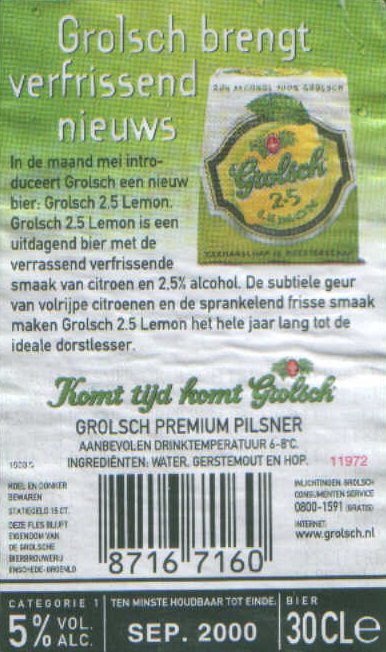 Grolsch brengt
verfrissend
nieuws
2,5% ALCOHOL 100% GROLSCH
Grolsch
2.5
LEMON
VAKMANSCHAP IS MEESTERSCHAP
In de maand mei intro-
duceert Grolsch een nieuw
bier: Grolsch 2.5 Lemon.
Grolsch 2.5 Lemon is een
uitdagend bier met de
verrassend verfrissende
smaak van citroen en 2,5% alcohol. De subtiele geur
van volrijpe citroenen en de sprankelend frisse smaak
maken Grolsch 2.5 Lemon het hele jaar lang tot de
ideale dorstlesser.
Komt tijd komt Grolsch
GROLSCH PREMIUM PILSNER
AANBEVOLEN DRINKTEMPERATUUR 6-8°C.
INGREDIËNTEN: WATER, GERSTEMOUT EN HOP.
11972
KOEL EN DONKER
BEWAREN
STATIEGELD 15 CT.
DEZE FLES BLIJFT
EIGENDOM VAN
DE GROLSCHE
BIERBROUWERIJ
ENSCHEDE-GROENLO
8716 7160
INLICHTINGEN: GROLSCH
CONSUMENTEN SERVICE
0800-1591 (GRATIS)
INTERNET:
www.grolsch.nl
CATEGORIE 1
5% VOL. ALC.
TEN MINSTE HOUDBAAR TOT EINDE:
SEP. 2000
BIER
30CLe